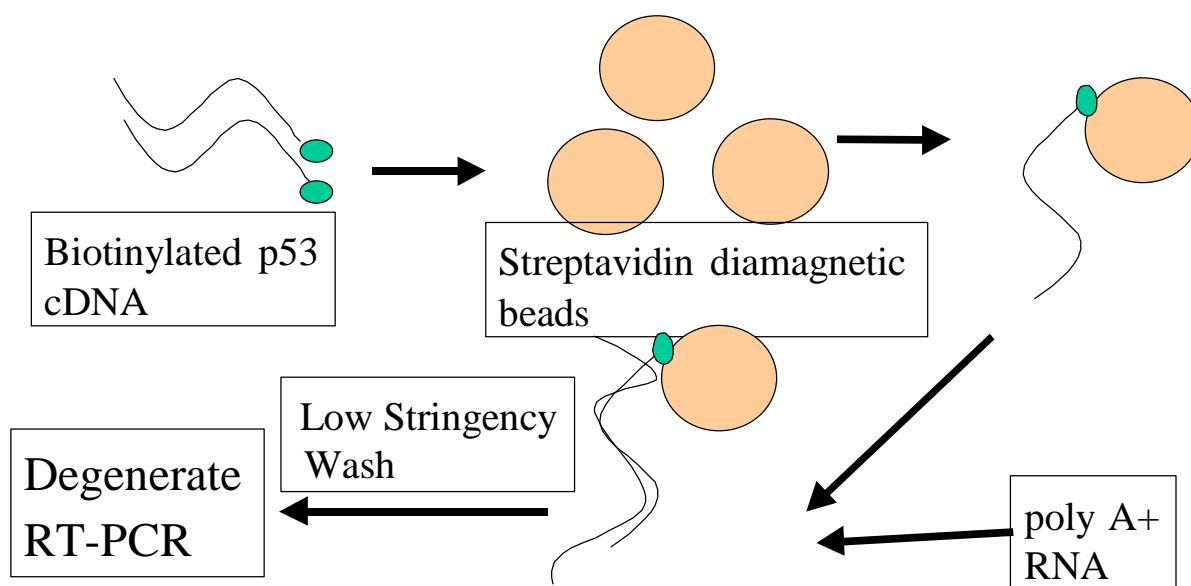 Biotinylated p53
cDNA
Streptavidin diamagnetic
beads
Low Stringency
Wash
Degenerate
RT-PCR
poly A+
RNA